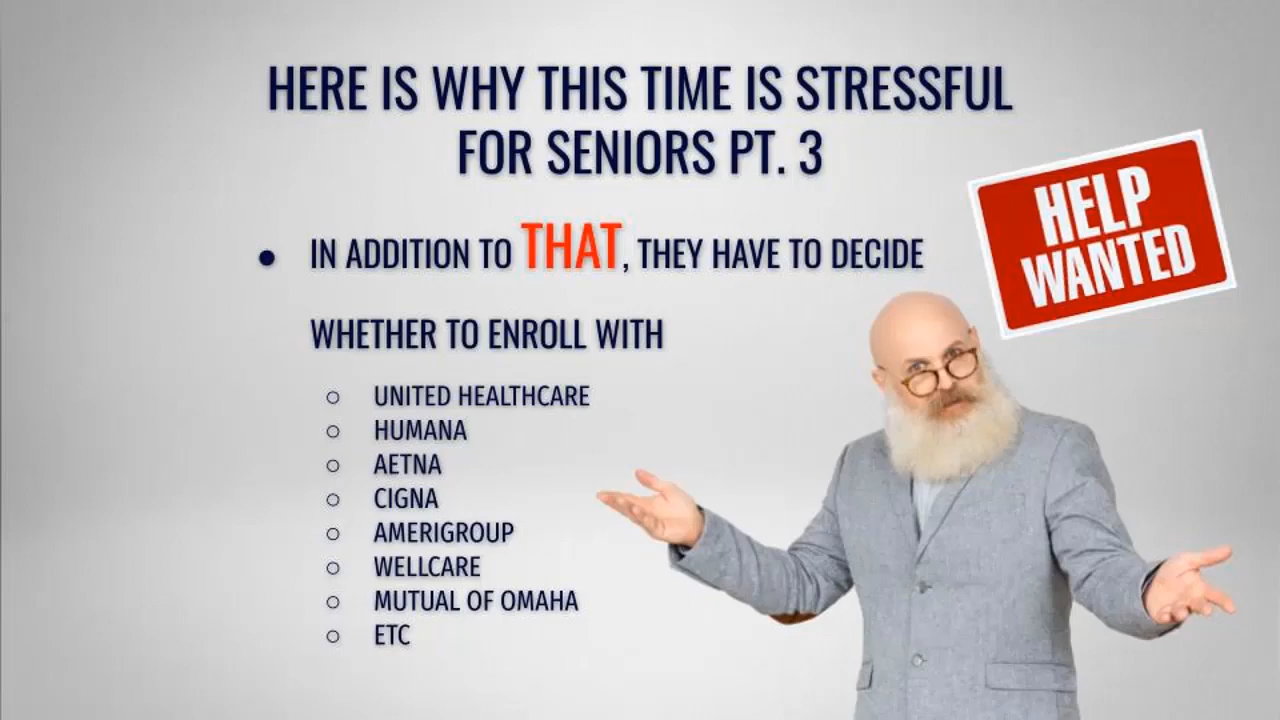 HERE IS WHY THIS TIME IS STRESSFUL
FOR SENIORS PT. 3
HELP
WANTED
● IN ADDITION TO THAT, THEY HAVE TO DECIDE
WHETHER TO ENROLL WITH
○ UNITED HEALTHCARE
○ HUMANA
○ AETNA
○ CIGNA
○ AMERIGROUP
○ WELLCARE
○ MUTUAL OF OMAHA
○ ETC